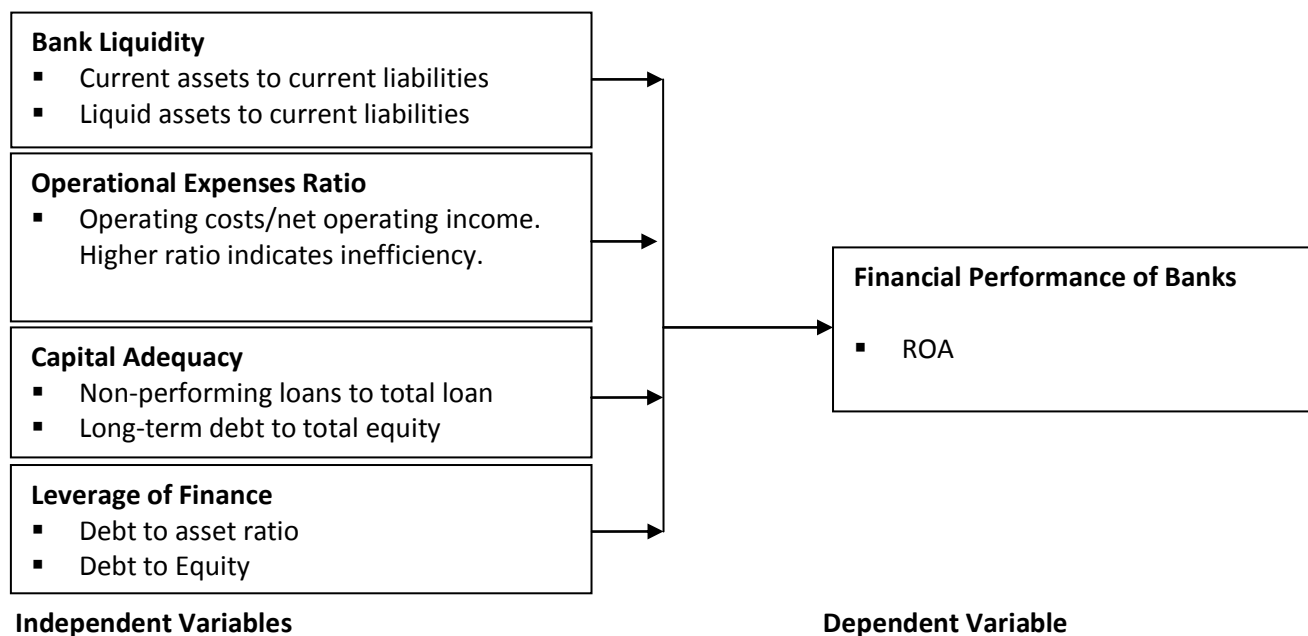 Bank Liquidity
▪ Current assets to current liabilities
▪ Liquid assets to current liabilities
Operational Expenses Ratio
▪ Operating costs/net operating income.
Higher ratio indicates inefficiency.
Capital Adequacy
▪ Non-performing loans to total loan
▪ Long-term debt to total equity
Leverage of Finance
▪ Debt to asset ratio
▪ Debt to Equity
Independent Variables
Financial Performance of Banks
▪ ROA
Dependent Variable